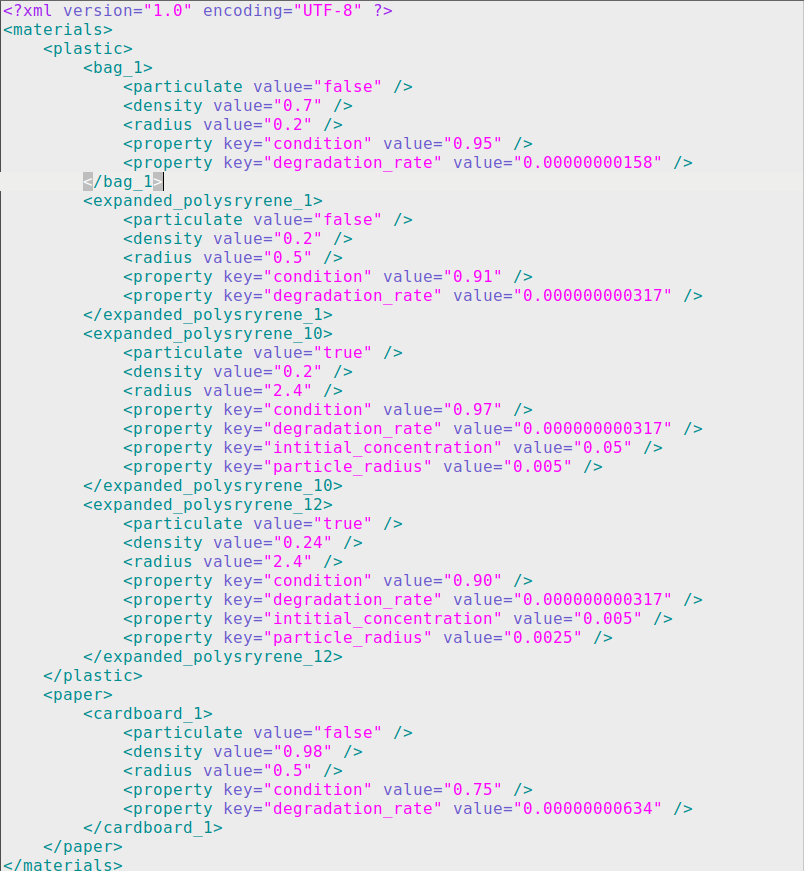 <?xml version="1.0" encoding="UTF-8" ?>
<materials>
    <plastic>
        <bag_1>
            <particulate value="false" />
            <density value="0.7" />
            <radius value="0.2" />
            <property key="condition" value="0.95" />
            <property key="degradation_rate" value="0.00000000158" />
        </bag_1>
        <expanded_polysryrene_1>
            <particulate value="false" />
            <density value="0.2" />
            <radius value="0.5" />
            <property key="condition" value="0.91" />
            <property key="degradation_rate" value="0.000000000317" />
        </expanded_polysryrene_1>
        <expanded_polysryrene_10>
            <particulate value="true" />
            <density value="0.2" />
            <radius value="2.4" />
            <property key="condition" value="0.97" />
            <property key="degradation_rate" value="0.000000000317" />
            <property key="intitial_concentration" value="0.05" />
            <property key="particle_radius" value="0.005" />
        </expanded_polysryrene_10>
        <expanded_polysryrene_12>
            <particulate value="true" />
            <density value="0.24" />
            <radius value="2.4" />
            <property key="condition" value="0.90" />
            <property key="degradation_rate" value="0.000000000317" />
            <property key="intitial_concentration" value="0.005" />
            <property key="particle_radius" value="0.0025" />
        </expanded_polysryrene_12>
    </plastic>
    <paper>
        <cardboard_1>
            <particulate value="false" />
            <density value="0.98" />
            <radius value="0.5" />
            <property key="condition" value="0.75" />
            <property key="degradation_rate" value="0.00000000634" />
        </cardboard_1>
    </paper>
</materials>